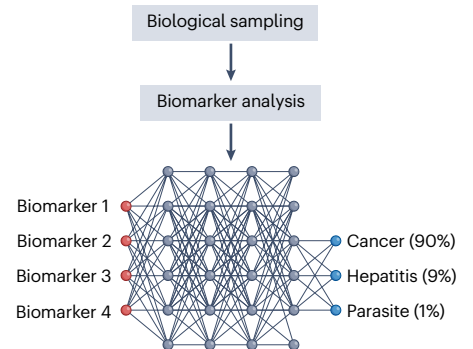 Biological sampling
Biomarker analysis
Biomarker 1
Biomarker 2
Biomarker 3
Biomarker 4
Cancer (90%)
Hepatitis (9%)
Parasite (1%)